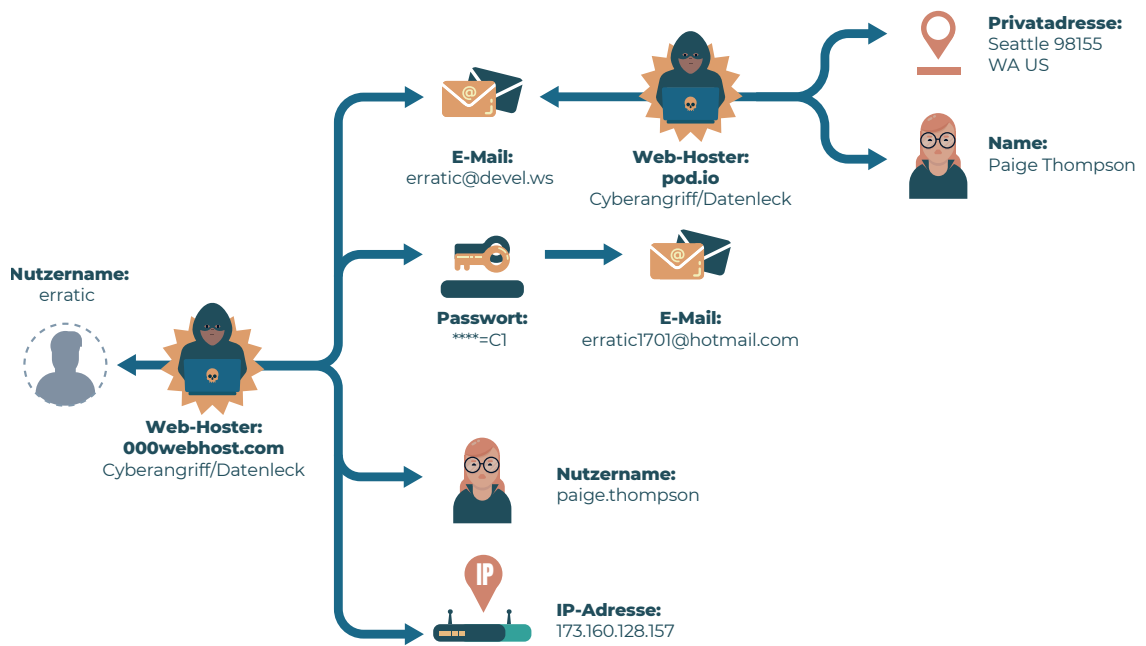 Privatadresse:
Seattle 98155
WA US
Name:
Paige Thompson
E-Mail:
erratic@devel.ws
Web-Hoster:
pod.io
Cyberangriff/Datenleck
Nutzername:
erratic
Passwort:
****=C1
E-Mail:
erratic1701@hotmail.com
Web-Hoster:
000webhost.com
Cyberangriff/Datenleck
Nutzername:
paige.thompson
IP
IP-Adresse:
173.160.128.157